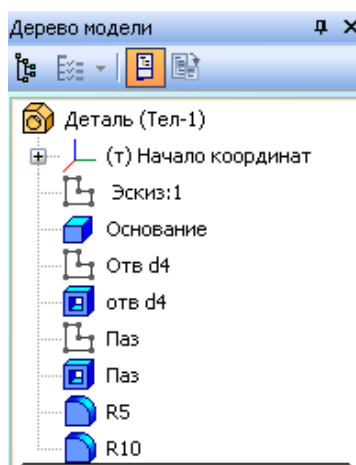 Дерево модели
Деталь (Тел-1)
(т) Начало координат
Эскиз:1
Основание
Отв d4
отв d4
Паз
Паз
R5
R10